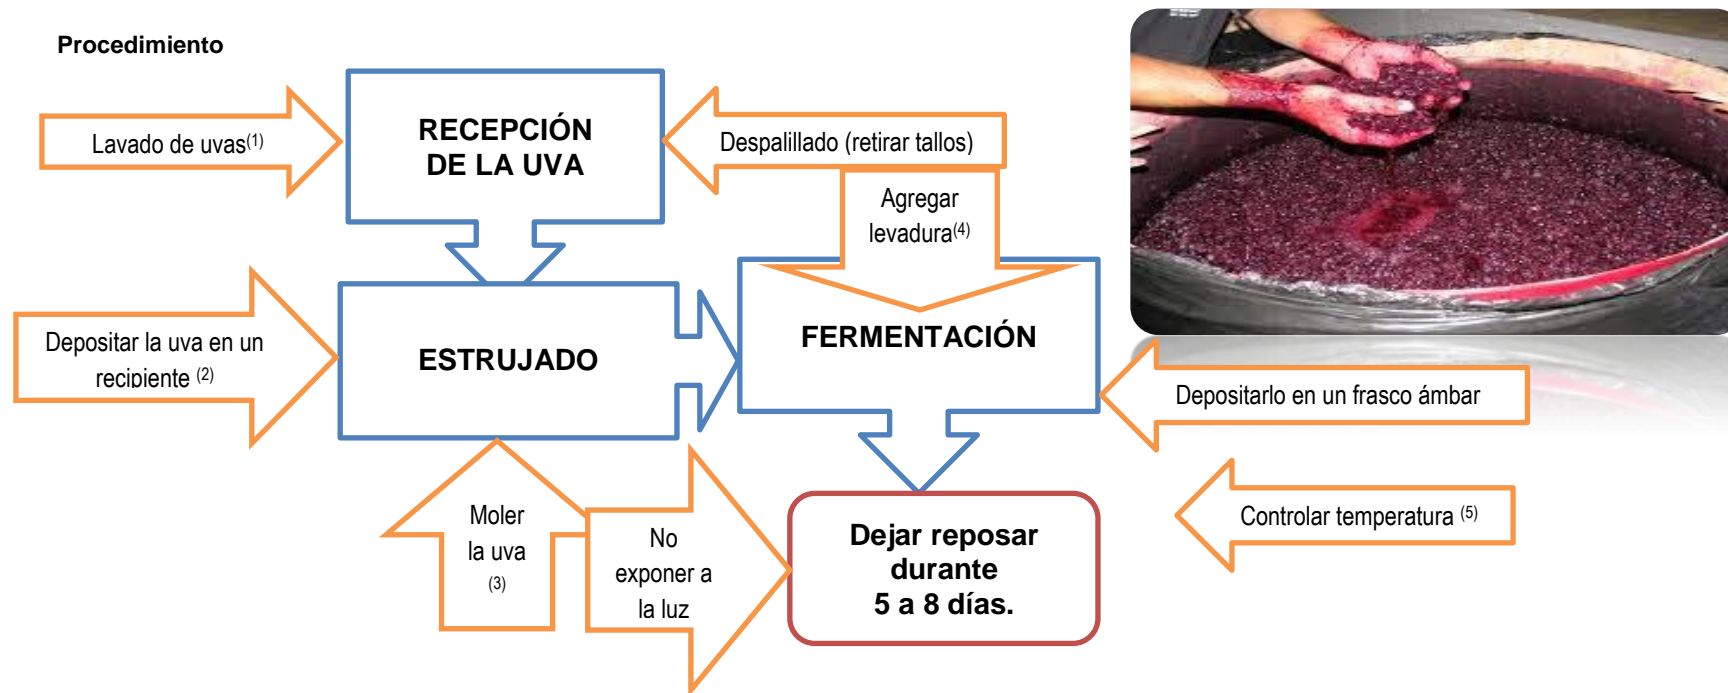 Procedimiento
Lavado de uvas(1)
RECEPCIÓN
DE LA UVA
Despalillado (retirar tallos)
Agregar
levadura(4)
Depositar la uva en un
recipiente (2)
ESTRUJADO
FERMENTACIÓN
Depositarlo en un frasco ámbar
Moler
la uva
(3)
No
exponer a
la luz
Dejar reposar
durante
5 a 8 días.
Controlar temperatura (5)